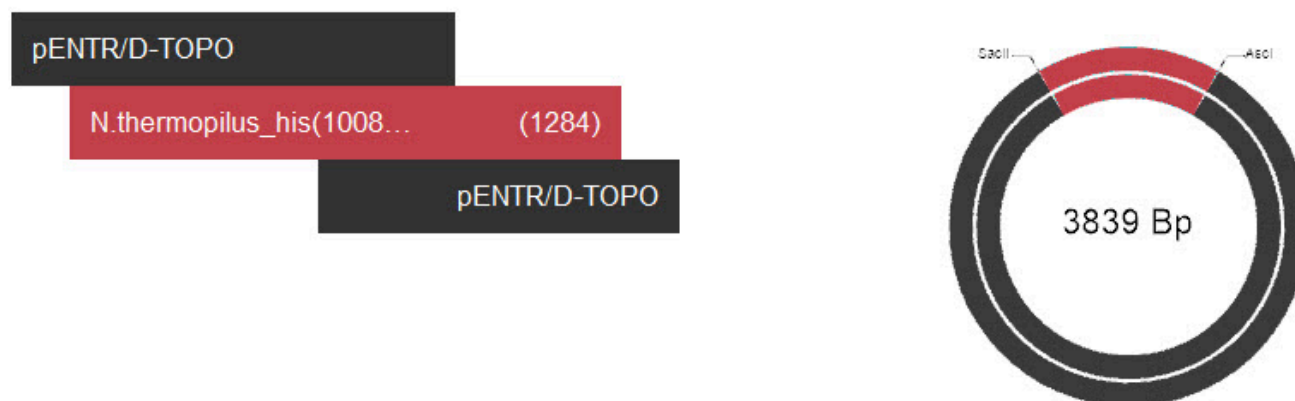 pENTR/D-TOPO
N.thermopilus_his(1008… (1284)
pENTR/D-TOPO
SacII AscI
3839 Bp